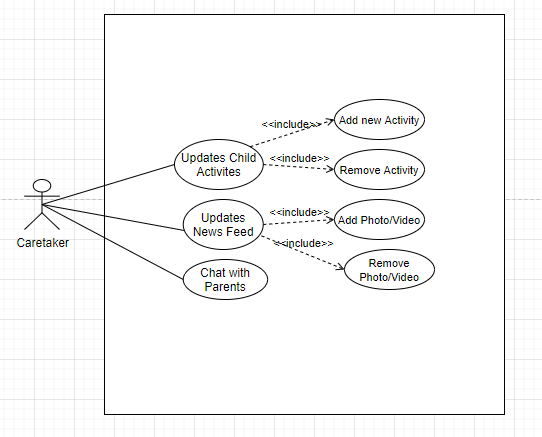 <<include>>
Add new Activity
Updates Child
Activites
<<include>>
Remove Activity
Caretaker
Updates
News Feed
<<include>>
Add Photo/Video
<<include>>
Remove
Photo/Video
Chat with
Parents